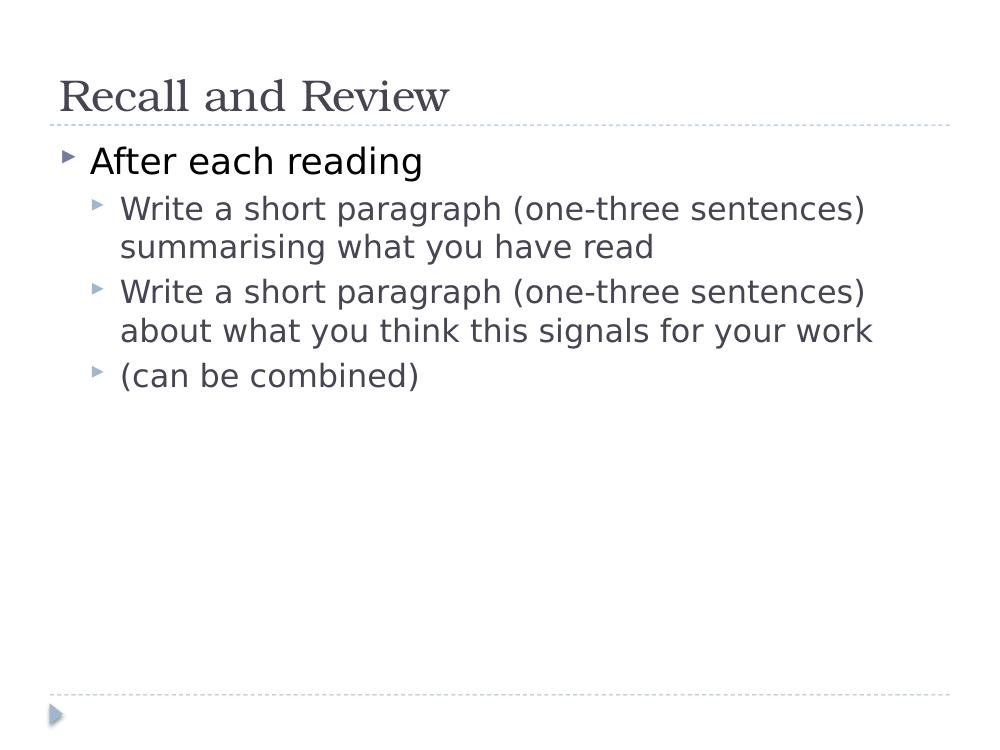 Recall and Review
After each reading
Write a short paragraph (one-three sentences)
summarising what you have read
Write a short paragraph (one-three sentences)
about what you think this signals for your work
(can be combined)